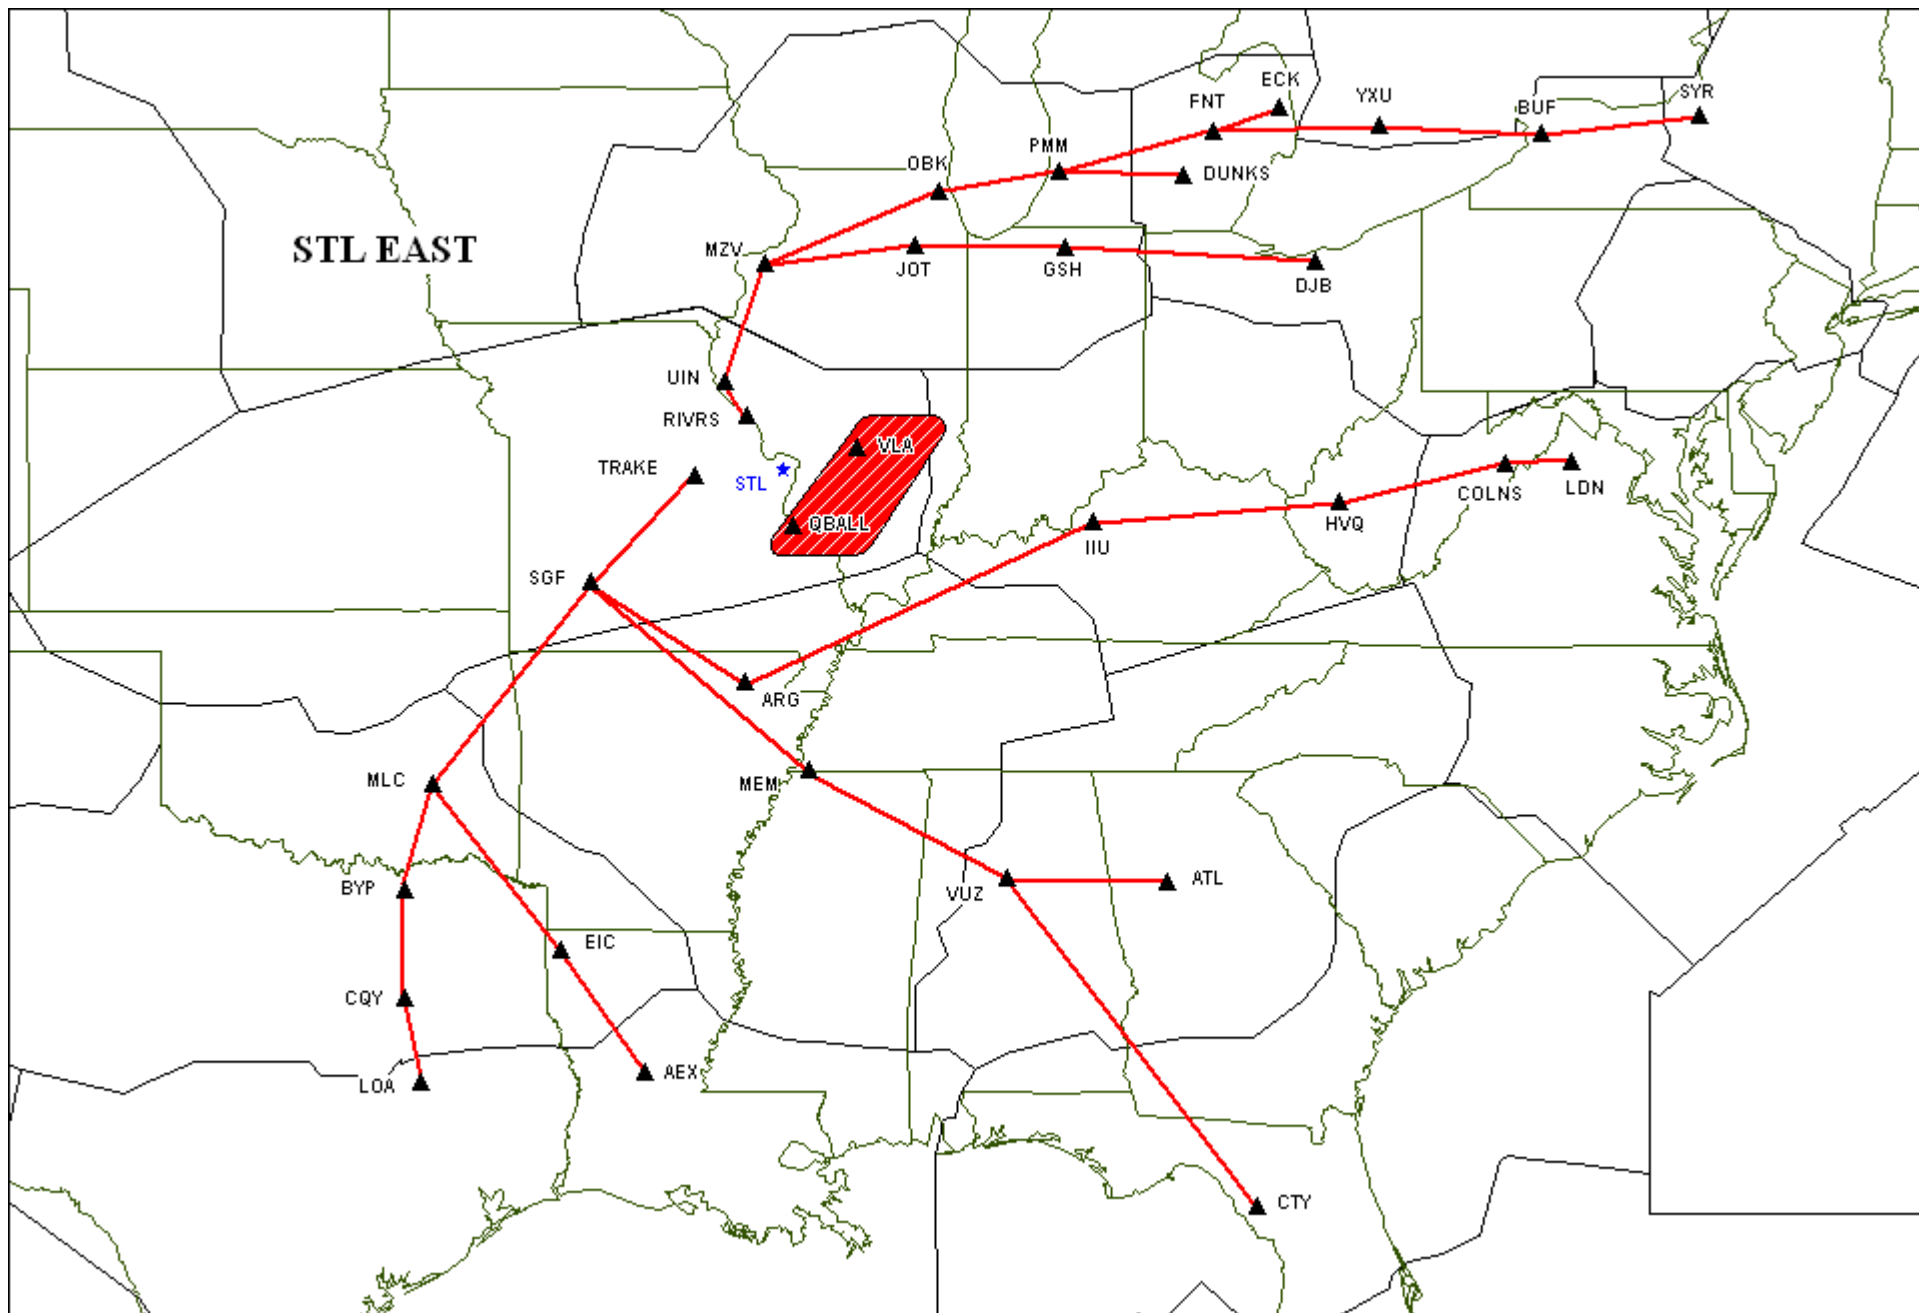 ECK
SYR
YXU
FNT
BUF
PMM
OBK
DUNKS
STL EAST
MZV
JOT
GSH
DJB
UIN
RIVRS
VLA
TRAKE
STL
COLNS
LDN
QBALL
HVQ
IIU
SGF
ARG
MLC
MEM
ATL
BYP
VUZ
EIC
CQY
AEX
LOA
CTY